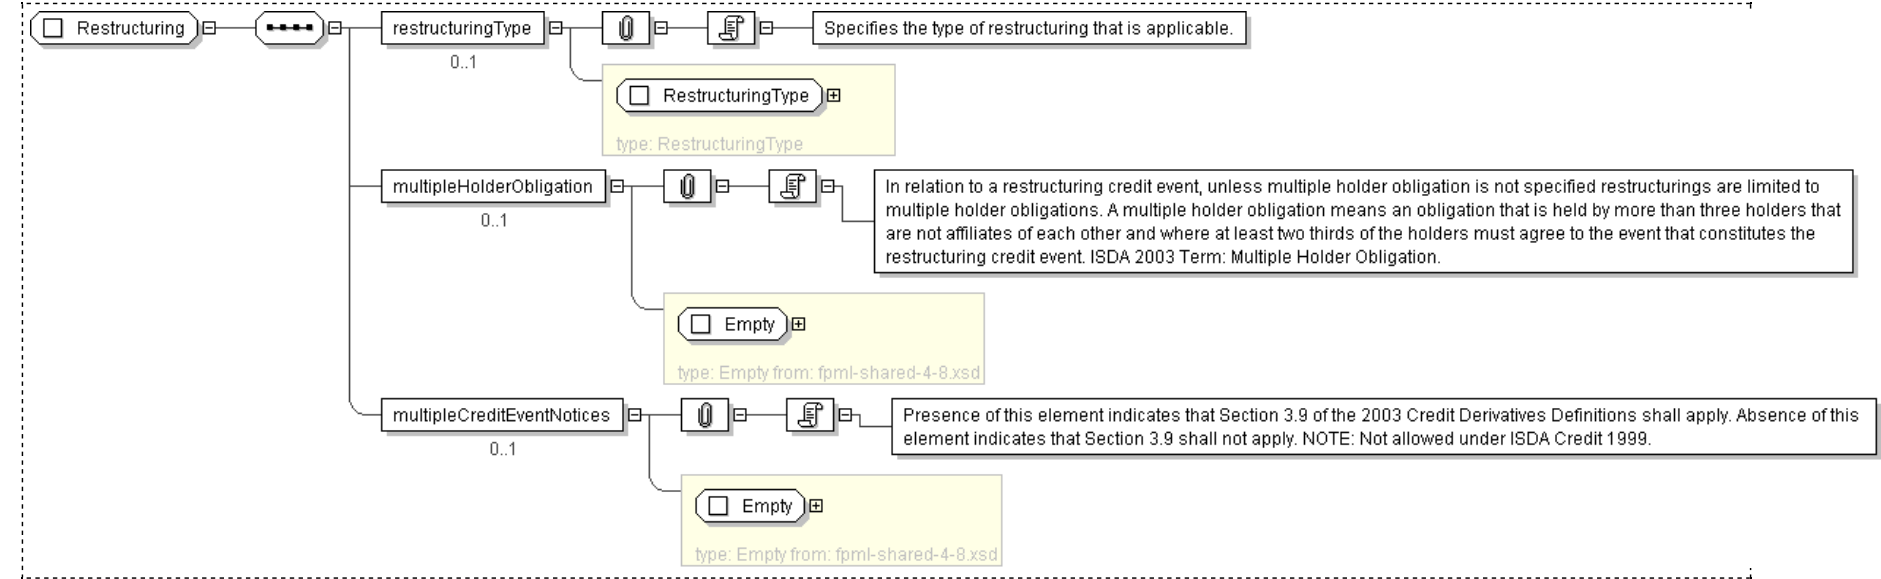 Restructuring
restructuringType
Specifies the type of restructuring that is applicable.
0..1
RestructuringType
type: RestructuringType
multipleHolderObligation
0..1
In relation to a restructuring credit event, unless multiple holder obligation is not specified restructurings are limited to
multiple holder obligations. A multiple holder obligation means an obligation that is held by more than three holders that
are not affiliates of each other and where at least two thirds of the holders must agree to the event that constitutes the
restructuring credit event. ISDA 2003 Term: Multiple Holder Obligation.
Empty
type: Empty from: fpml-shared-4-8.xsd
multipleCreditEventNotices
0..1
Presence of this element indicates that Section 3.9 of the 2003 Credit Derivatives Definitions shall apply. Absence of this
element indicates that Section 3.9 shall not apply. NOTE: Not allowed under ISDA Credit 1999.
Empty
type: Empty from: fpml-shared-4-8.xsd